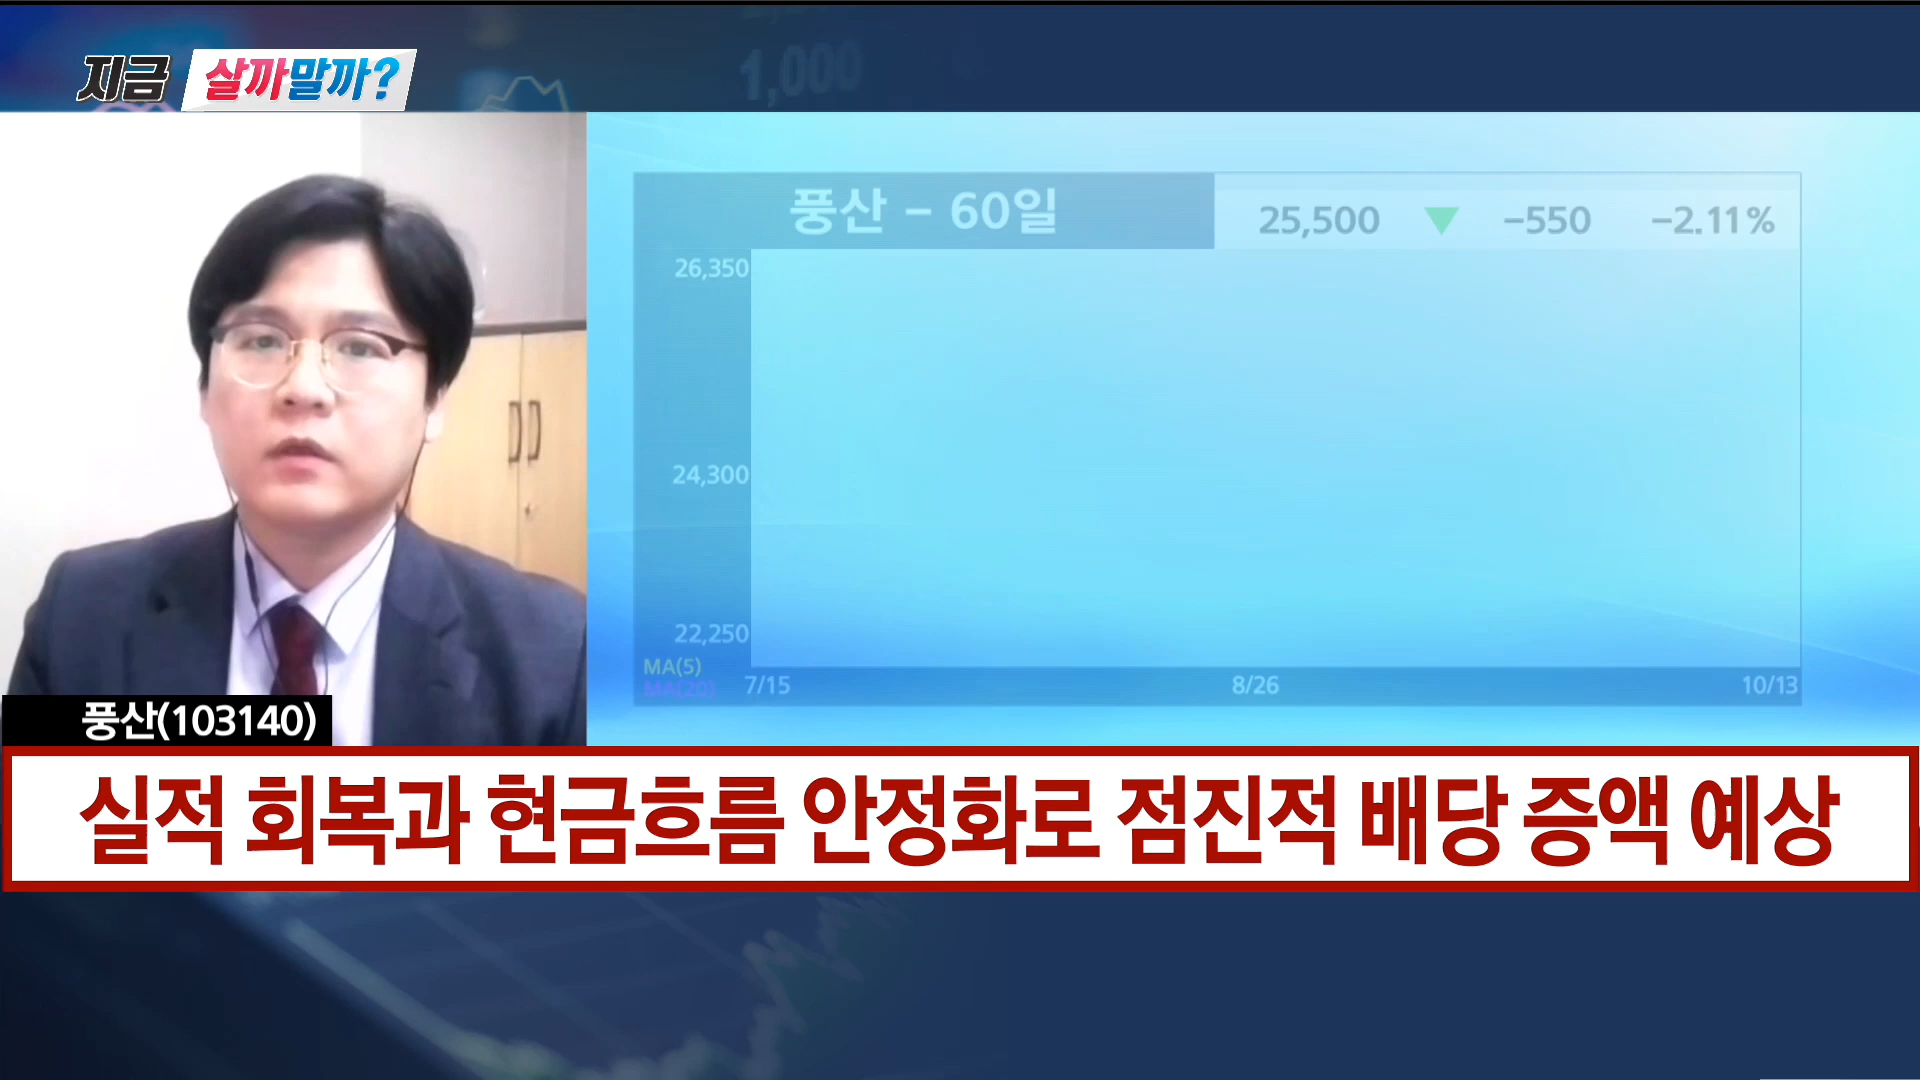 지금 살까말까?
1,000
풍산 - 60일
25,500 ▼ -550 -2.11%
26,350
24,300
22,250
MA(5)
MA(20)
7/15 8/26 10/13
풍산(103140)
실적 회복과 현금흐름 안정화로 점진적 배당 증액 예상